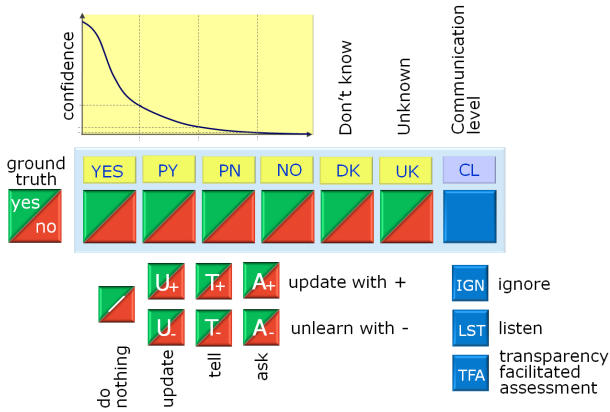 confidence
Don't know
Unknown
Communication
level
ground
truth
yes
no
YES
PY
PN
NO
DK
UK
CL
U+
T+
A+
update with +
U-
T-
A-
unlearn with -
do
nothing
update
tell
ask
IGN
ignore
LST
listen
TFA
transparency
facilitated
assessment